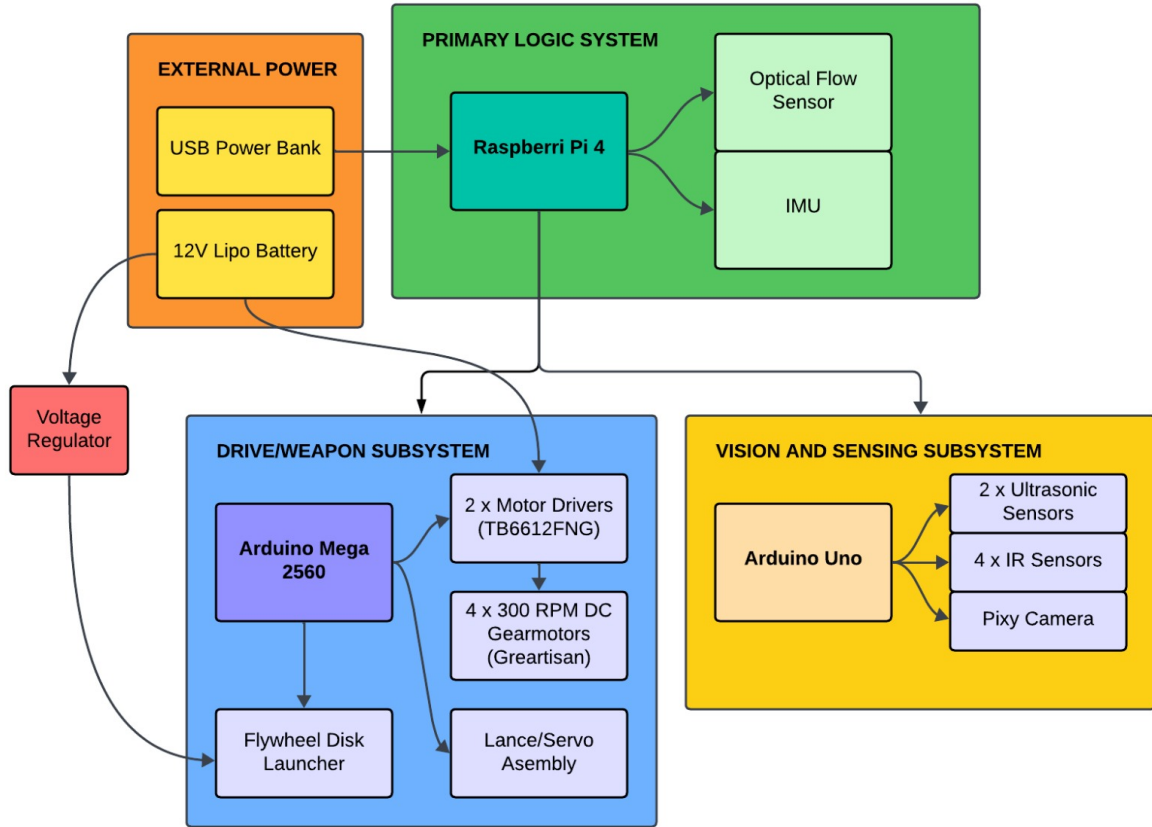 EXTERNAL POWER
USB Power Bank
12V Lipo Battery
PRIMARY LOGIC SYSTEM
Raspberri Pi 4
Optical Flow
Sensor
IMU
Voltage
Regulator
DRIVE/WEAPON SUBSYSTEM
Arduino Mega
2560
2 x Motor Drivers
(TB6612FNG)
4 x 300 RPM DC
Gearmotors
(Greartisan)
Flywheel Disk
Launcher
Lance/Servo
Asembly
VISION AND SENSING SUBSYSTEM
Arduino Uno
2 x Ultrasonic
Sensors
4 x IR Sensors
Pixy Camera